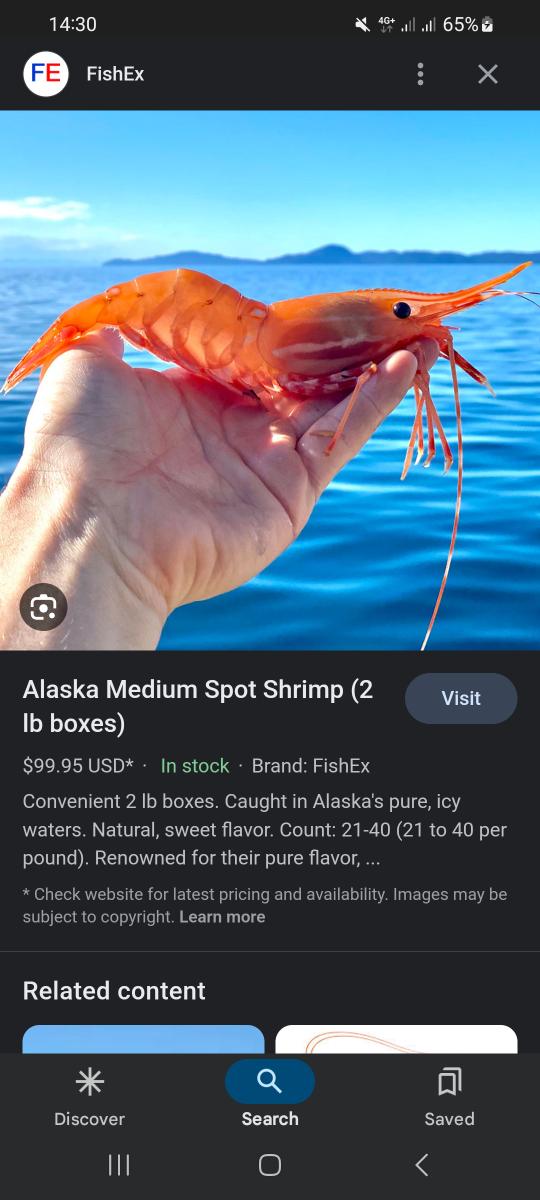 14:30
4G+
65%
FE
FishEx
Alaska Medium Spot Shrimp (2
lb boxes)
Visit
$99.95 USD* · In stock · Brand: FishEx
Convenient 2 lb boxes. Caught in Alaska's pure, icy
waters. Natural, sweet flavor. Count: 21-40 (21 to 40 per
pound). Renowned for their pure flavor, ...
* Check website for latest pricing and availability. Images may be
subject to copyright. Learn more
Related content
Discover
Search
Saved